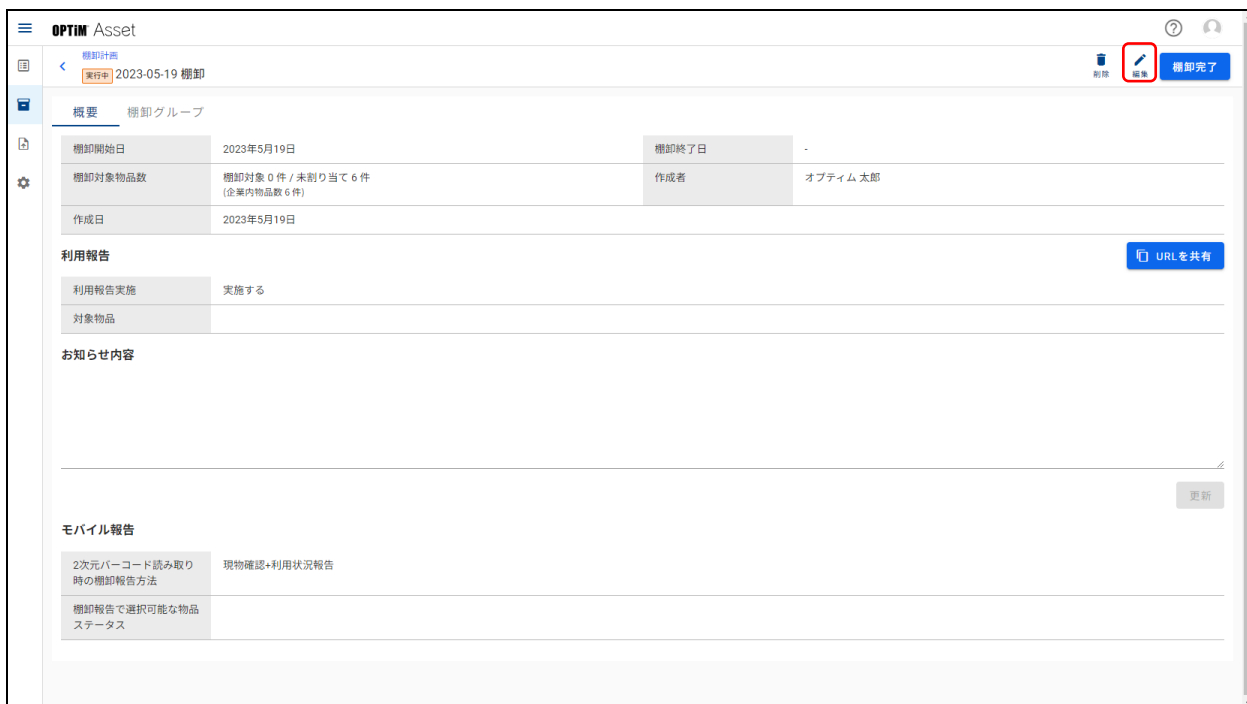 OPTiM Asset
棚卸計画
実行中 2023-05-19 棚卸
削除
編集
棚卸完了
概要 棚卸グループ
棚卸開始日 2023年5月19日 棚卸終了日 -
棚卸対象物品数 棚卸対象 0 件 / 未割り当て 6 件 作成者 オプティム 太郎
(企業内物品数 6 件)
作成日 2023年5月19日
利用報告
URLを共有
利用報告実施 実施する
対象物品
お知らせ内容
更新
モバイル報告
2次元バーコード読み取り 現物確認+利用状況報告
時の棚卸報告方法
棚卸報告で選択可能な物品
ステータス